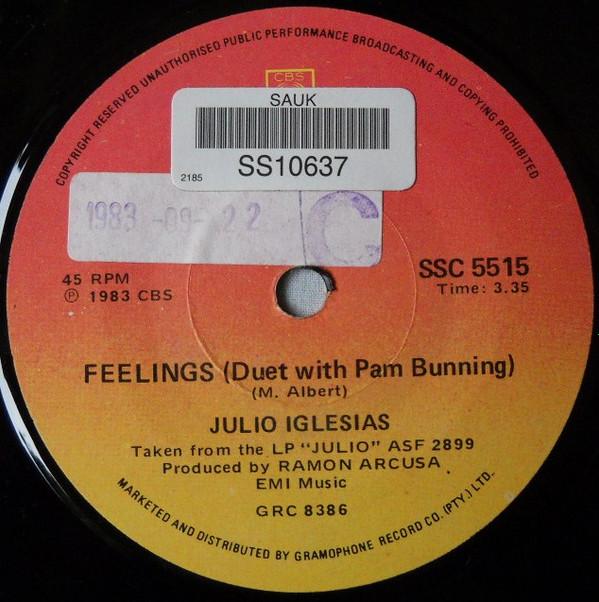 COPYRIGHT RESERVED UNAUTHORISED PUBLIC PERFORMANCE BROADCASTING AND COPYING PROHIBITED
CBS
SAUK
2185
SS10637
1983 -09- 22
C
45 RPM
℗ 1983 CBS
SSC 5515
Time: 3.35
FEELINGS (Duet with Pam Bunning)
(M. Albert)
JULIO IGLESIAS
Taken from the LP "JULIO" ASF 2899
Produced by RAMON ARCUSA
EMI Music
GRC 8386
MARKETED AND DISTRIBUTED BY GRAMOPHONE RECORD CO. (PTY.) LTD.